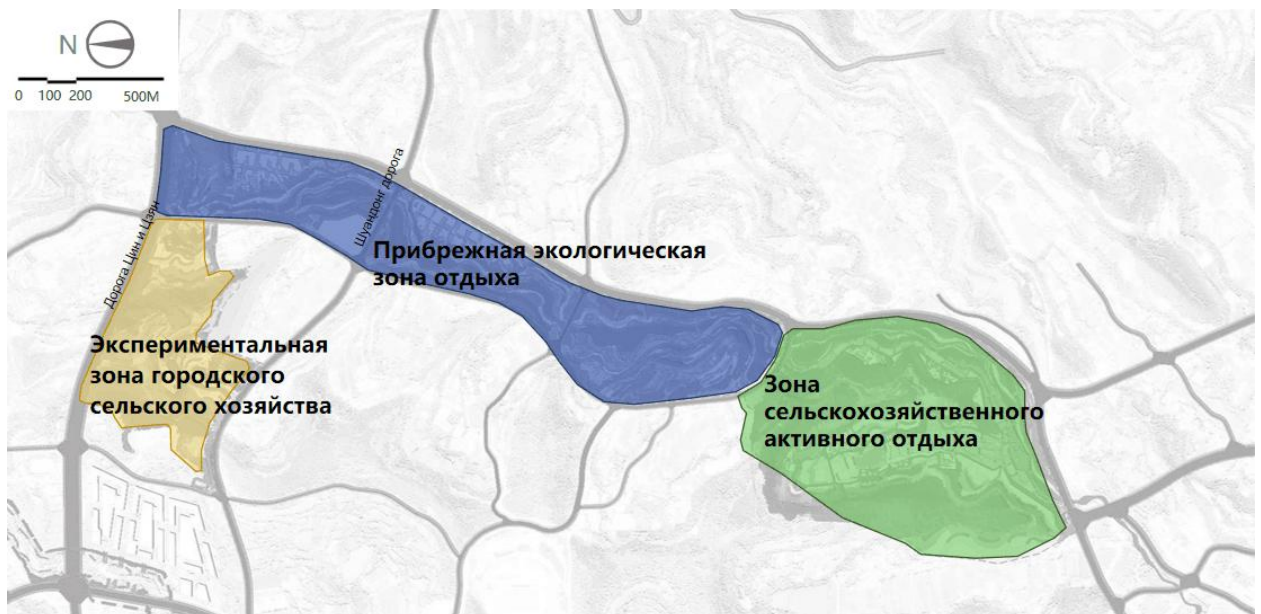 N
0 100 200 500M
Дорога Цин и Цзян
Шуандонг дорога
Прибрежная экологическая
зона отдыха
Экспериментальная
зона городского
сельского хозяйства
Зона
сельскохозяйственного
активного отдыха